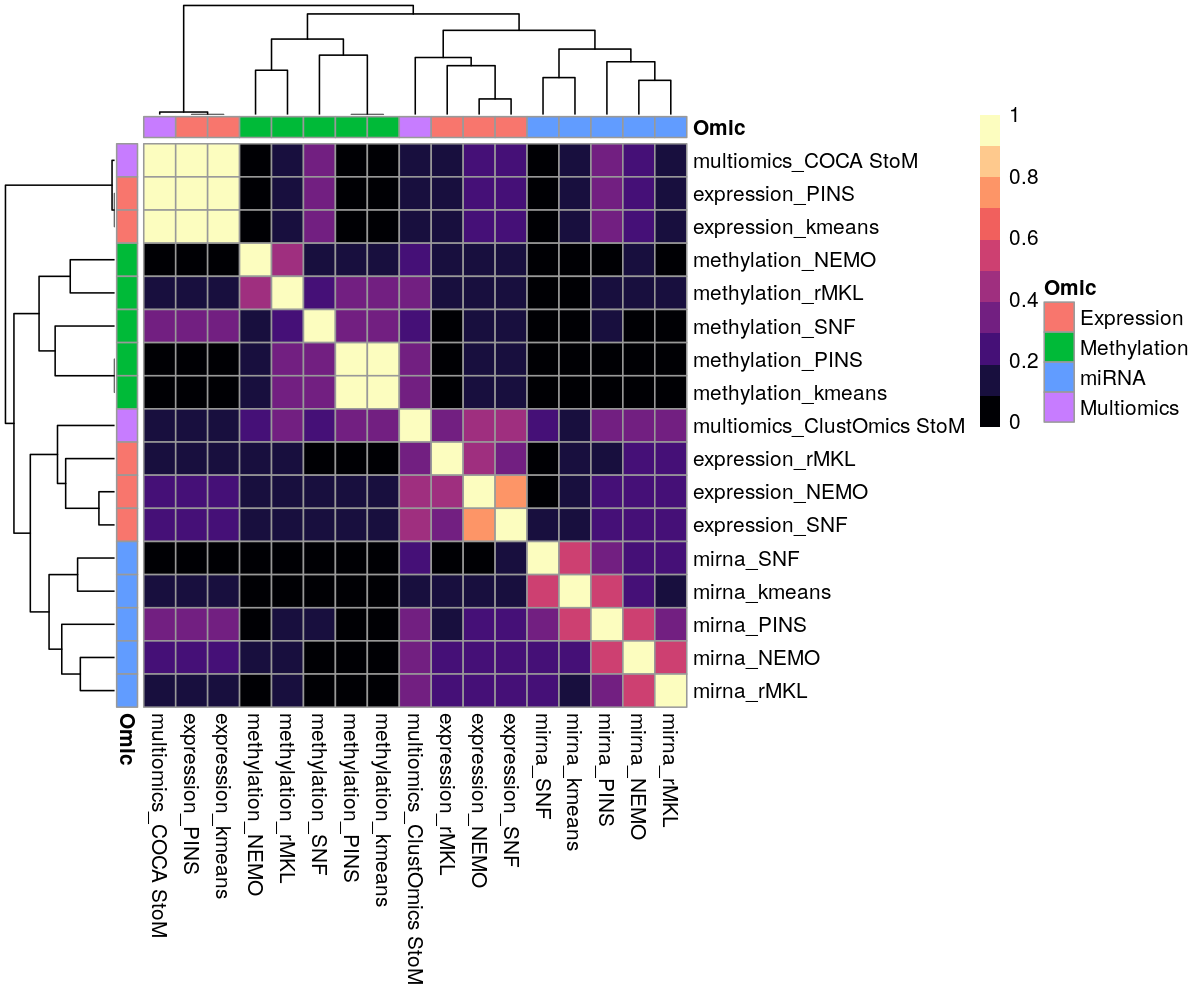 OmIc
multiomics_COCA StoM
expression_PINS
expression_kmeans
methylation_NEMO
methylation_rMKL
methylation_SNF
methylation_PINS
methylation_kmeans
multiomics_ClustOmics StoM
expression_rMKL
expression_NEMO
expression_SNF
mirna_SNF
mirna_kmeans
mirna_PINS
mirna_NEMO
mirna_rMKL
1
0.8
0.6
0.4
0.2
0
OmIc
Expression
Methylation
miRNA
Multiomics
OmIc
multiomics_COCA StoM
expression_PINS
expression_kmeans
methylation_NEMO
methylation_rMKL
methylation_SNF
methylation_PINS
methylation_kmeans
multiomics_ClustOmics StoM
expression_rMKL
expression_NEMO
expression_SNF
mirna_SNF
mirna_kmeans
mirna_PINS
mirna_NEMO
mirna_rMKL